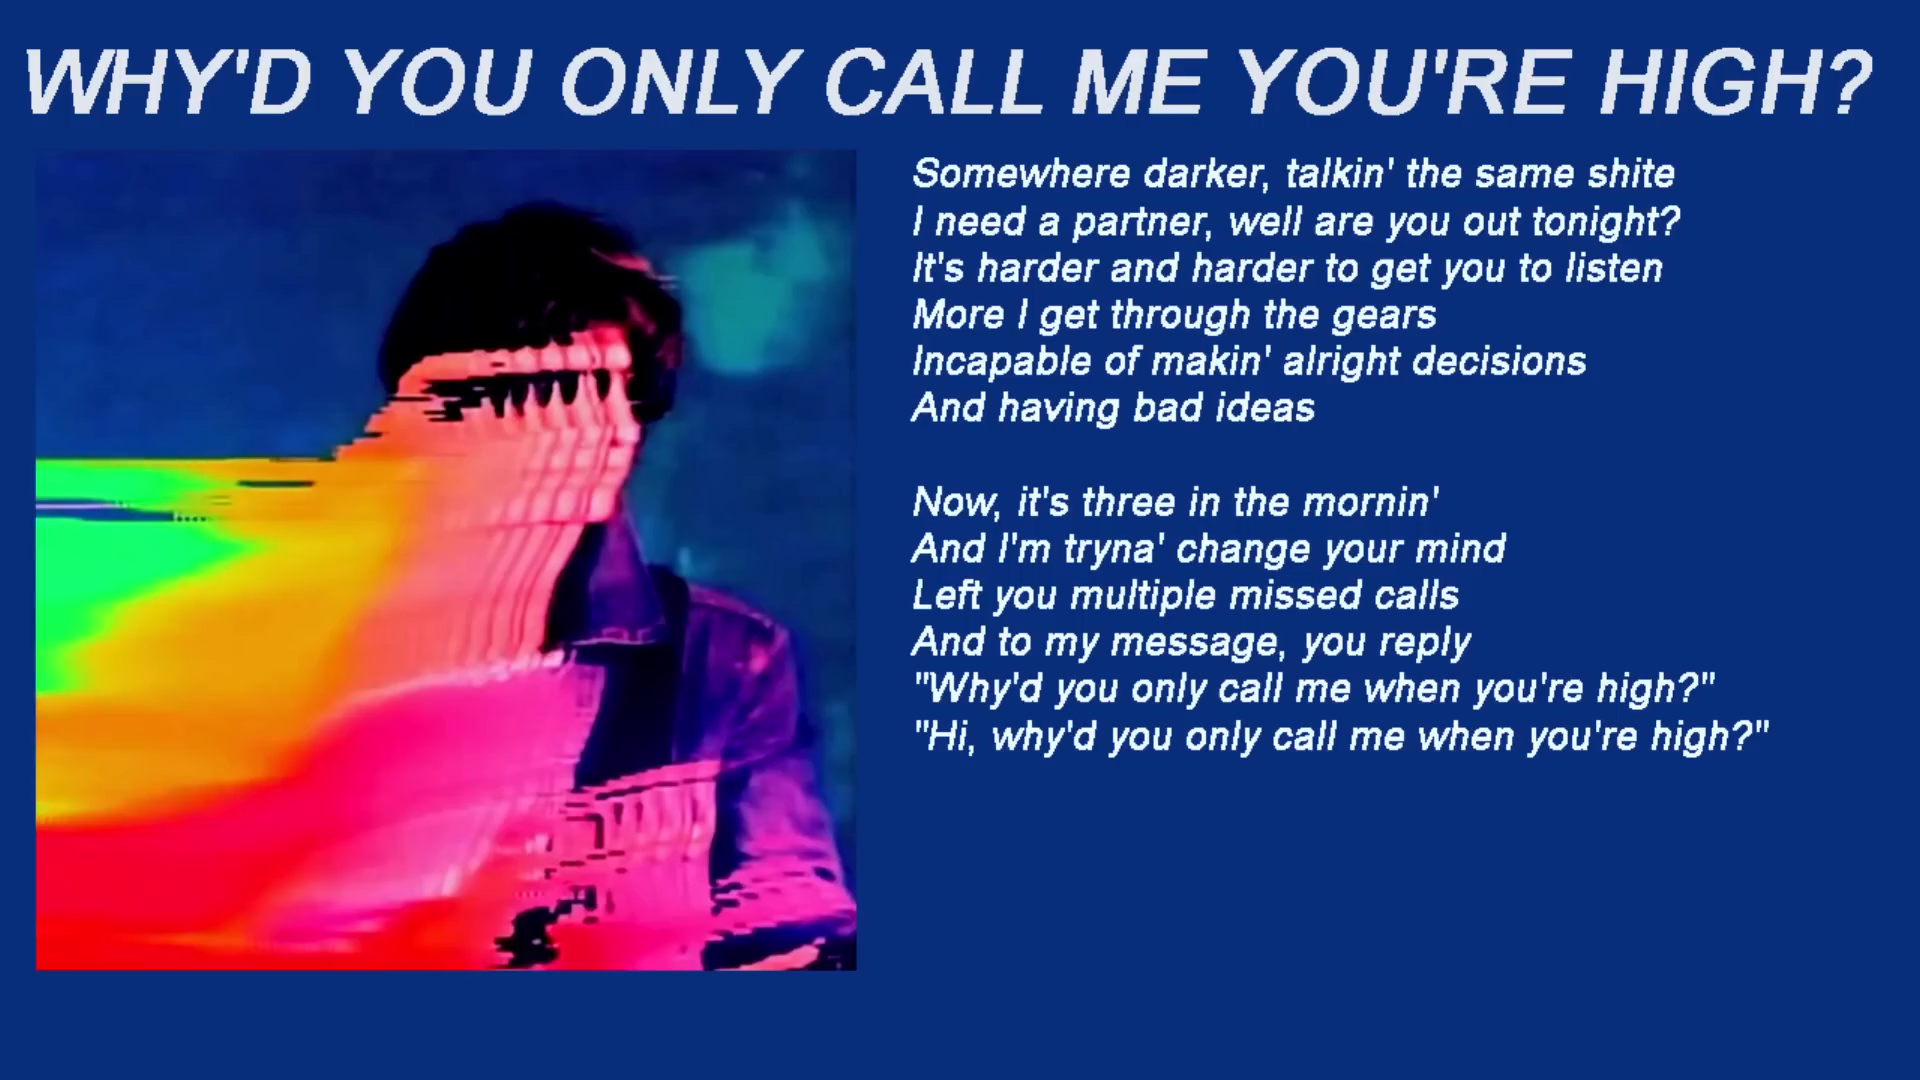 WHY'D YOU ONLY CALL ME YOU'RE HIGH?
Somewhere darker, talkin' the same shite
I need a partner, well are you out tonight?
It's harder and harder to get you to listen
More I get through the gears
Incapable of makin' alright decisions
And having bad ideas
Now, it's three in the mornin'
And I'm tryna' change your mind
Left you multiple missed calls
And to my message, you reply
"Why'd you only call me when you're high?"
"Hi, why'd you only call me when you're high?"